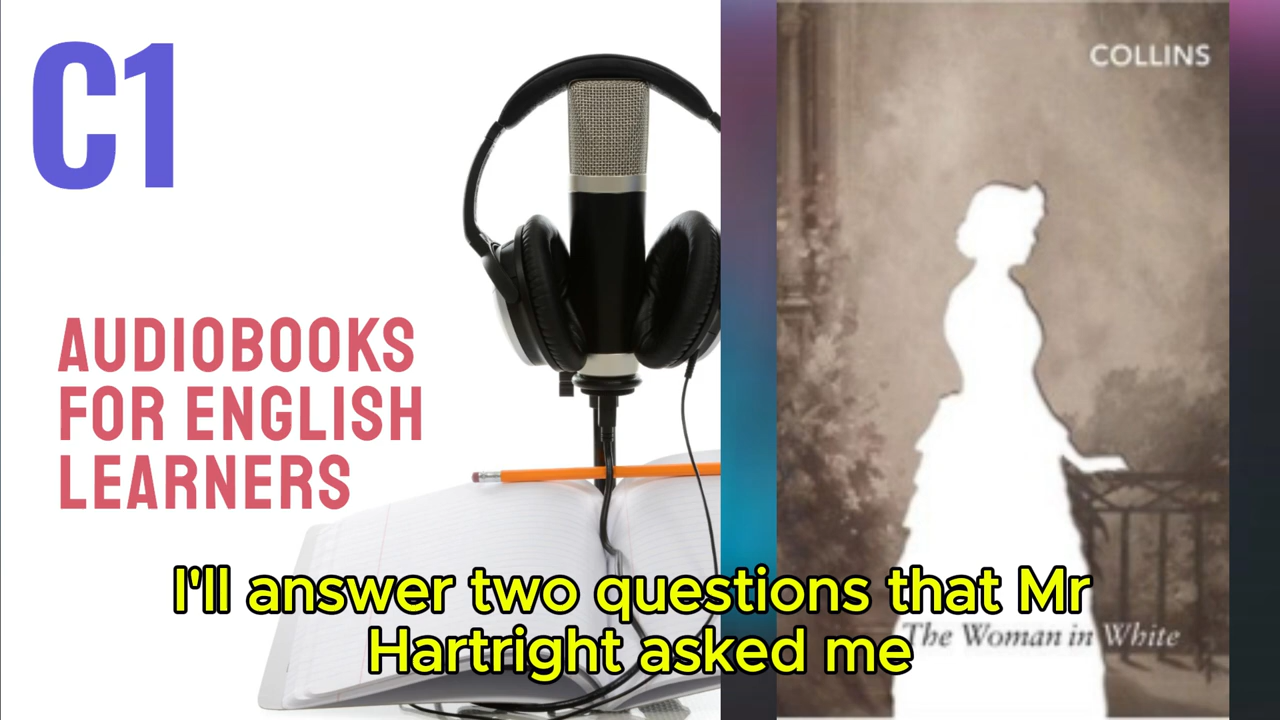 C1
AUDIOBOOKS
FOR ENGLISH
LEARNERS
COLLINS
The Woman in White
I'll answer two questions that Mr
Hartright asked me